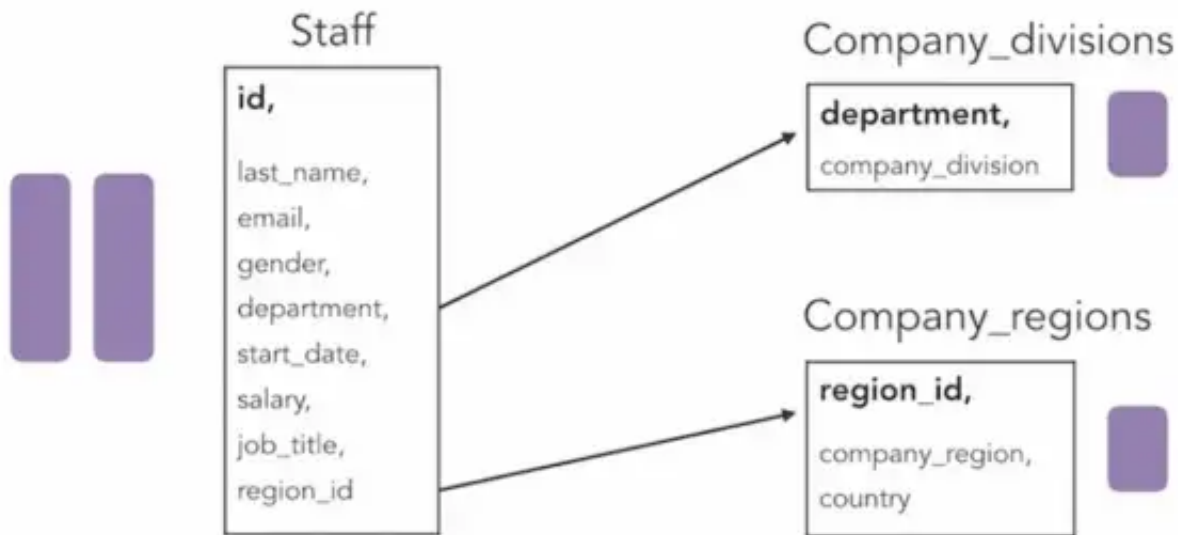 Staff
id,
last_name,
email,
gender,
department,
start_date,
salary,
job_title,
region_id
Company_divisions
department,
company_division
Company_regions
region_id,
company_region,
country